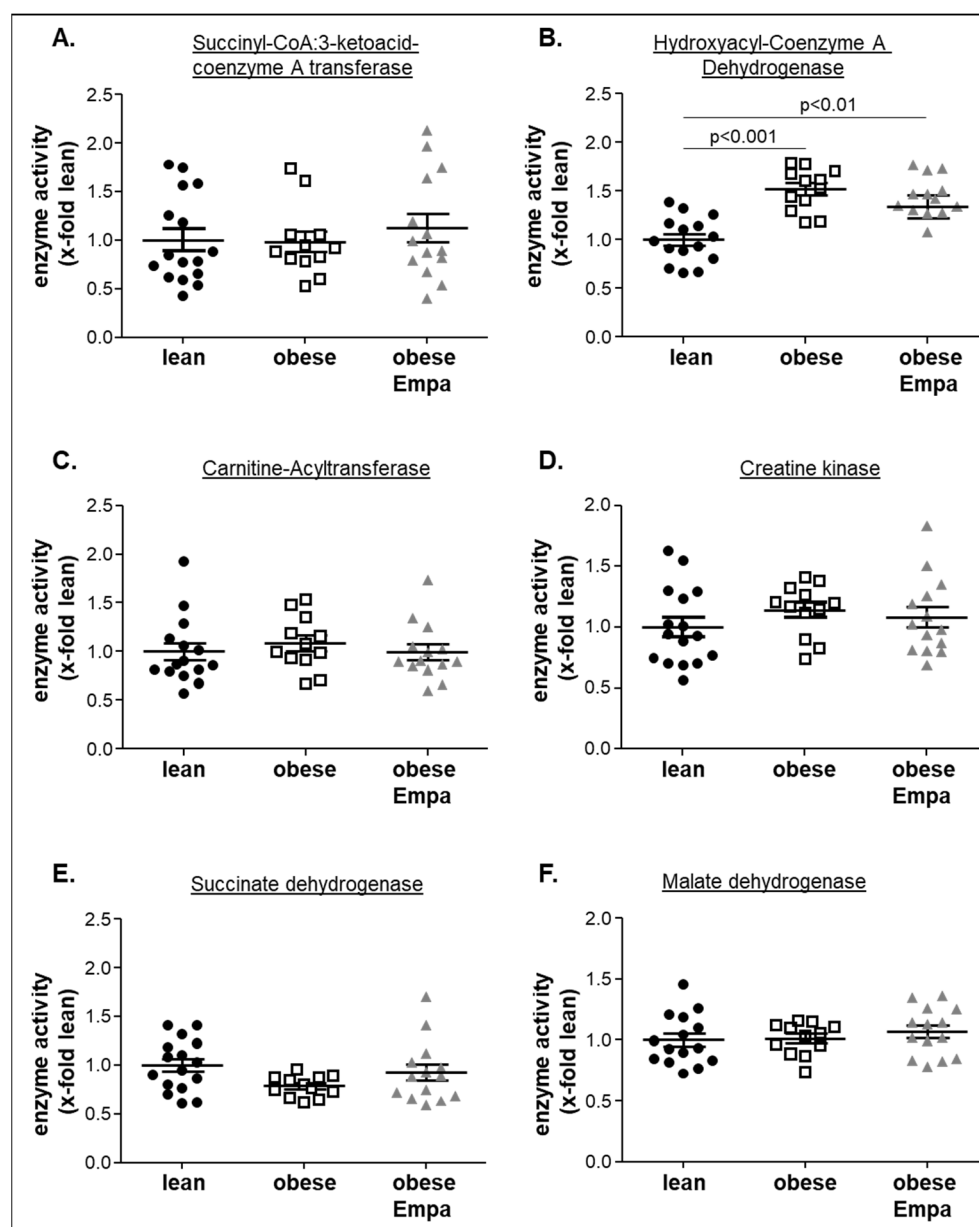 A.
Succinyl-CoA:3-ketoacid-
coenzyme A transferase
enzyme activity
(x-fold lean)
2.5
2.0
1.5
1.0
0.5
0.0
lean
obese
obese
Empa
B.
Hydroxyacyl-Coenzyme A
Dehydrogenase
enzyme activity
(x-fold lean)
2.5
2.0
1.5
1.0
0.5
0.0
p<0.01
p<0.001
lean
obese
obese
Empa
C.
Carnitine-Acyltransferase
enzyme activity
(x-fold lean)
2.5
2.0
1.5
1.0
0.5
0.0
lean
obese
obese
Empa
D.
Creatine kinase
enzyme activity
(x-fold lean)
2.0
1.5
1.0
0.5
0.0
lean
obese
obese
Empa
E.
Succinate dehydrogenase
enzyme activity
(x-fold lean)
2.5
2.0
1.5
1.0
0.5
0.0
lean
obese
obese
Empa
F.
Malate dehydrogenase
enzyme activity
(x-fold lean)
2.0
1.5
1.0
0.5
0.0
lean
obese
obese
Empa